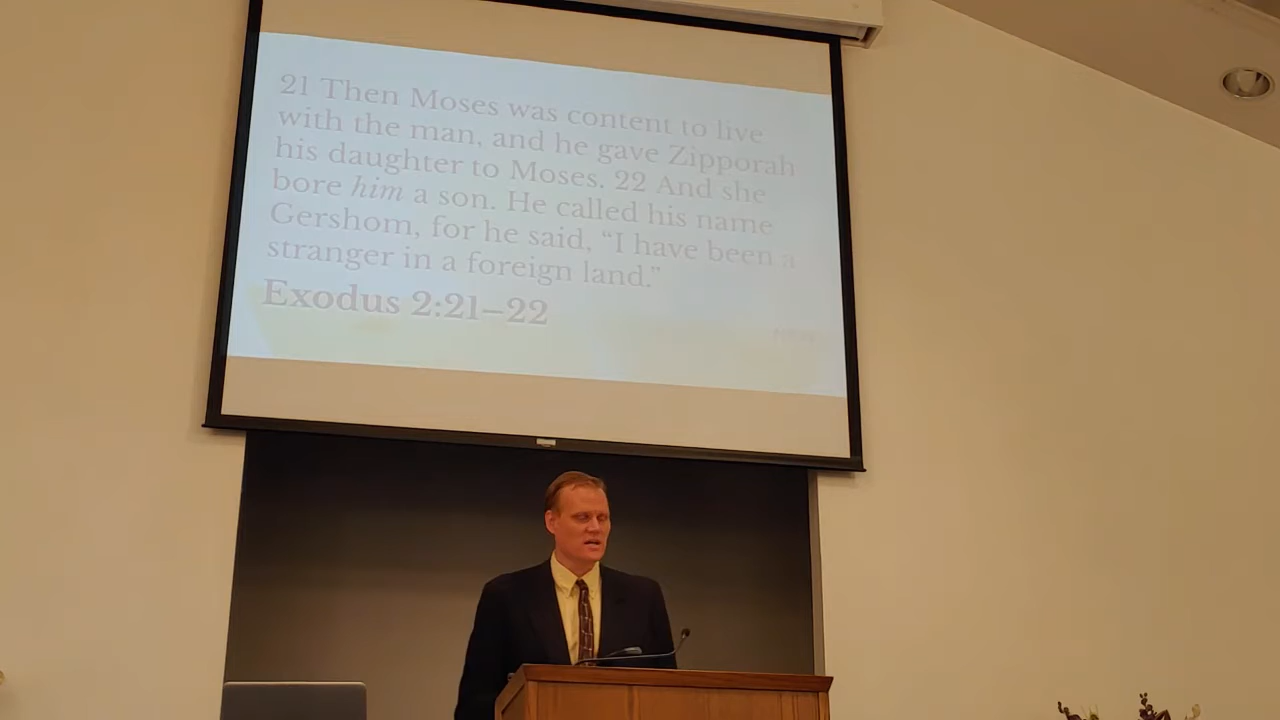 21 Then Moses was content to live
with the man, and he gave Zipporah
his daughter to Moses. 22 And she
bore him a son. He called his name
Gershom, for he said, “I have been a
stranger in a foreign land.”
Exodus 2:21–22